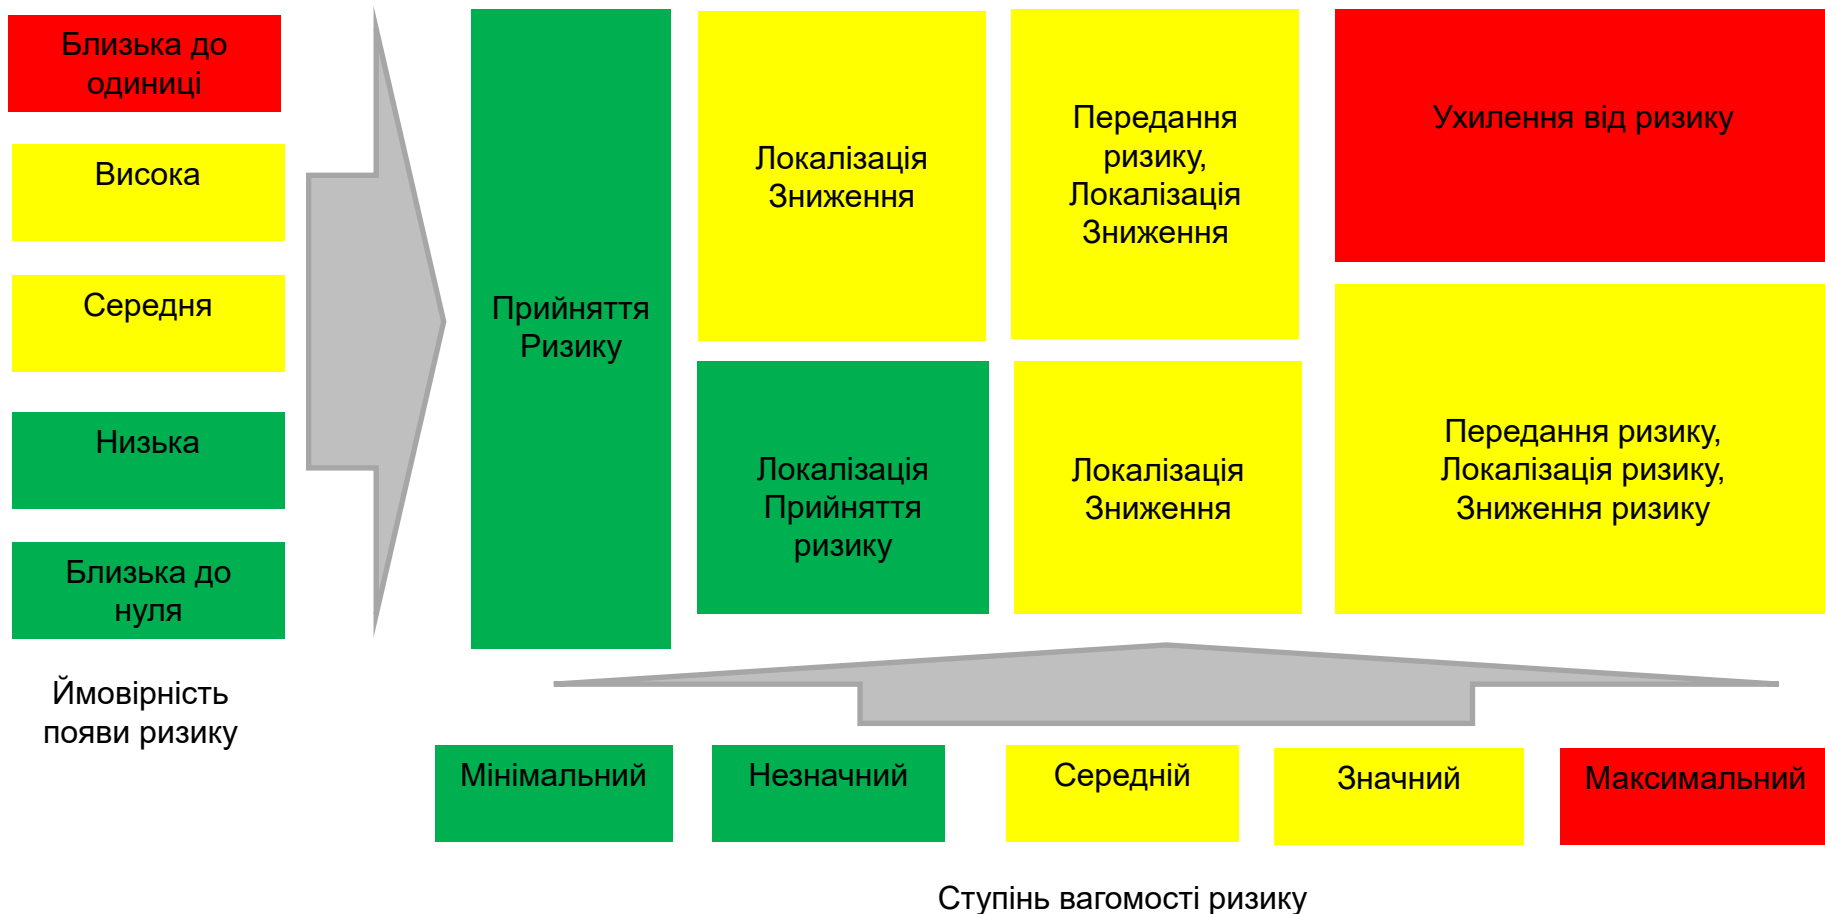 Близька до
одиниці
Висока
Середня
Низька
Близька до
нуля
Ймовірність
появи ризику
Прийняття
Ризику
Локалізація
Зниження
Передання
ризику,
Локалізація
Зниження
Ухилення від ризику
Локалізація
Прийняття
ризику
Локалізація
Зниження
Передання ризику,
Локалізація ризику,
Зниження ризику
Мінімальний
Незначний
Середній
Значний
Максимальний
Ступінь вагомості ризику